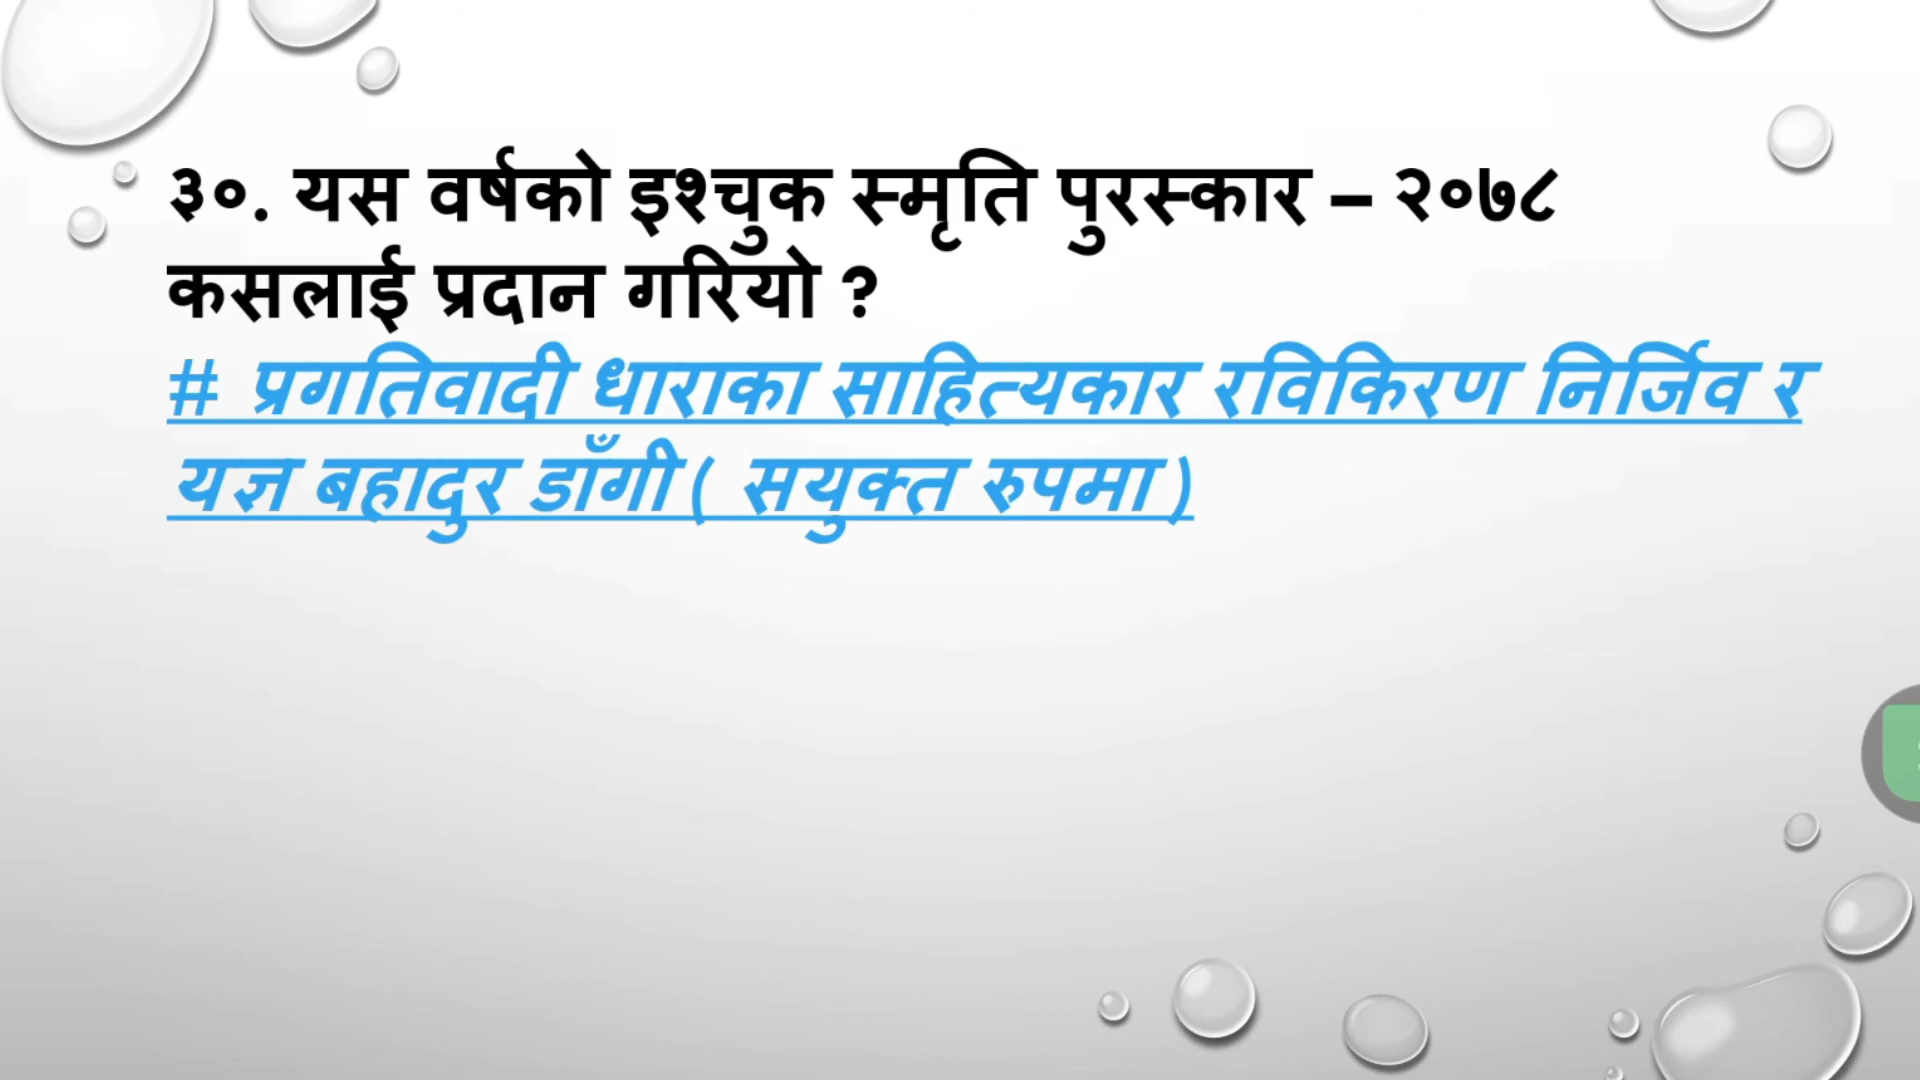 ३०. यस वर्षको इश्चुक स्मृति पुरस्कार – २०७८
कसलाई प्रदान गरियो ?
# प्रगतिवादी धाराका साहित्यकार रविकिरण निर्जिव र
यज्ञ बहादुर डाँगी ( सयुक्त रुपमा )